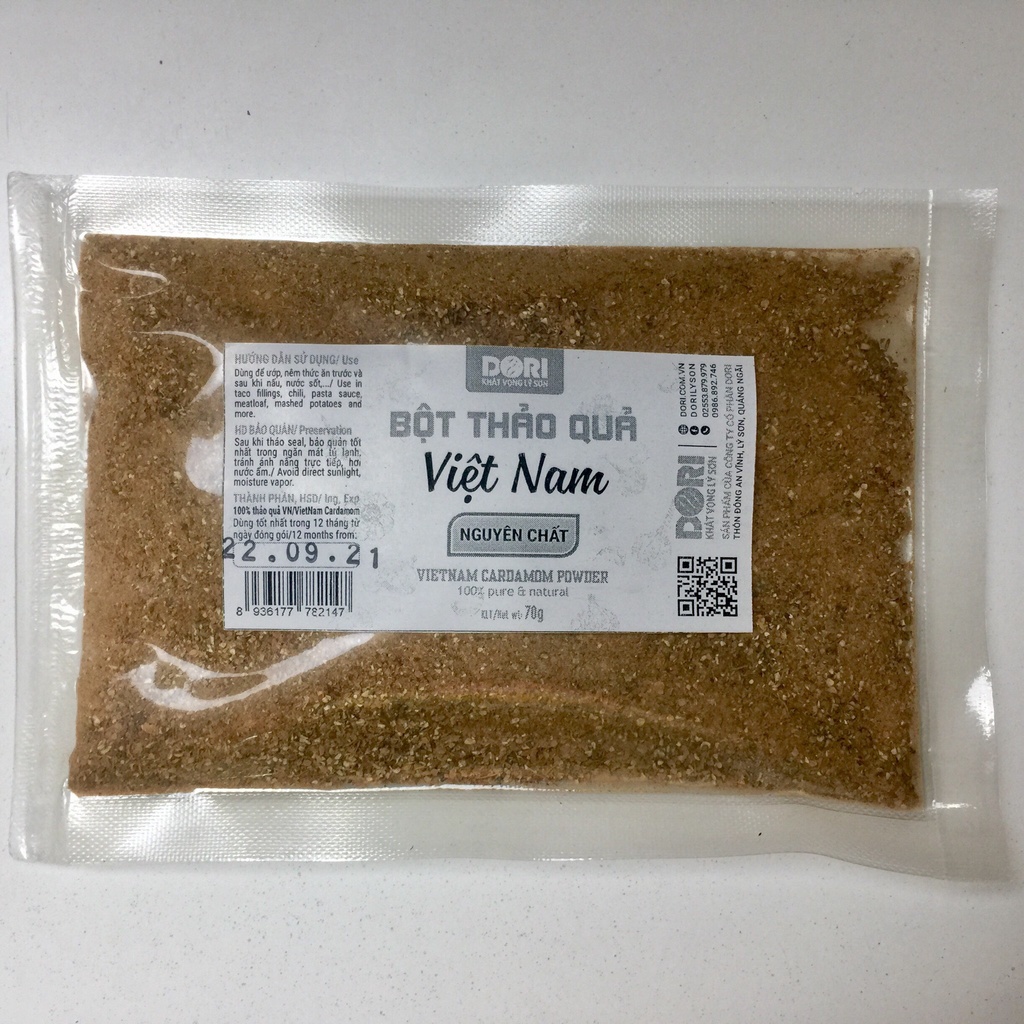 HƯỚNG DẪN SỬ DỤNG/ Use
Dùng để ướp, nêm thức ăn trước và
sau khi nấu, nước sốt,.../ Use in
taco fillings, chili, pasta sauce,
meatloaf, mashed potatoes and
more.
HD BẢO QUẢN/ Preservation
Sau khi tháo seal, bảo quản tốt
nhất trong ngăn mát tủ lạnh,
tránh ánh nắng trực tiếp, hơi
nước ẩm./ Avoid direct sunlight,
moisture vapor.
THÀNH PHẦN, HSD/ Ing, Exp
100% thảo quả VN/VietNam Cardamom
Dùng tốt nhất trong 12 tháng từ
ngày đóng gói/12 months from:
22.09.21
8 936177 782147
DORI
KHÁT VỌNG LÝ SƠN
BỘT THẢO QUẢ
Việt Nam
NGUYÊN CHẤT
VIETNAM CARDAMOM POWDER
100% pure & natural
KLT/Net wt: 70g
DORI.COM.VN
DORILYSON
02553.879.979
0986.892.746
DORI
KHÁT VỌNG LÝ SƠN
SẢN PHẨM CỦA CÔNG TY CỔ PHẦN DORI
THÔN ĐÔNG AN VĨNH, LÝ SƠN, QUẢNG NGÃI